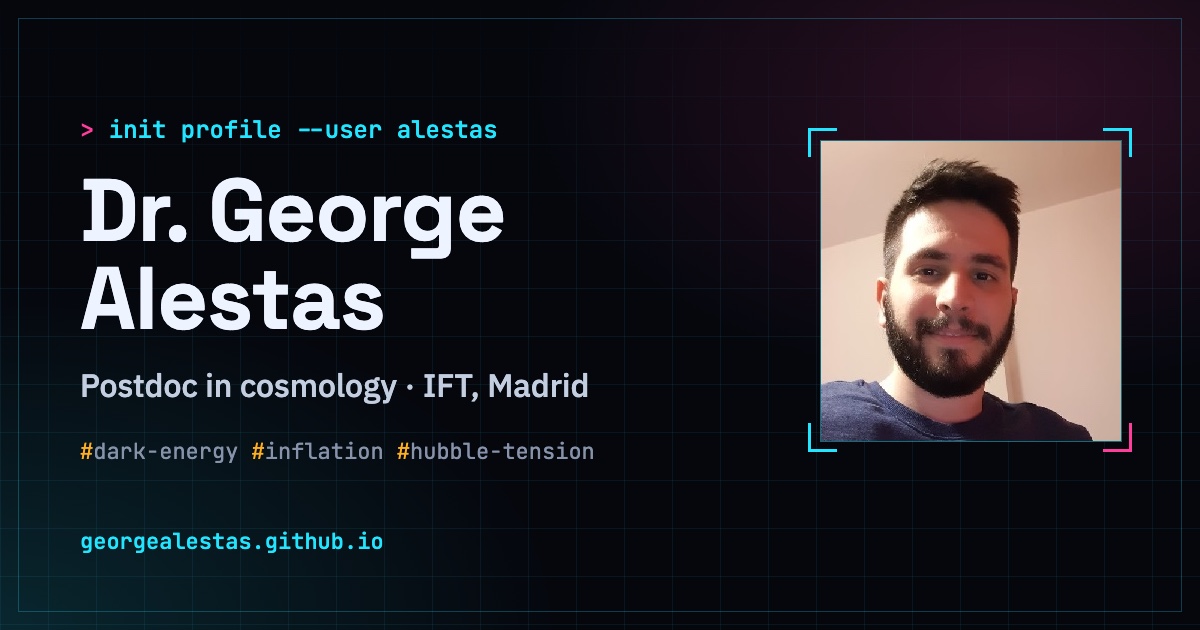 > init profile --user alestas
Dr. George
Alestas
Postdoc in cosmology · IFT, Madrid
#dark-energy #inflation #hubble-tension
georgealestas.github.io